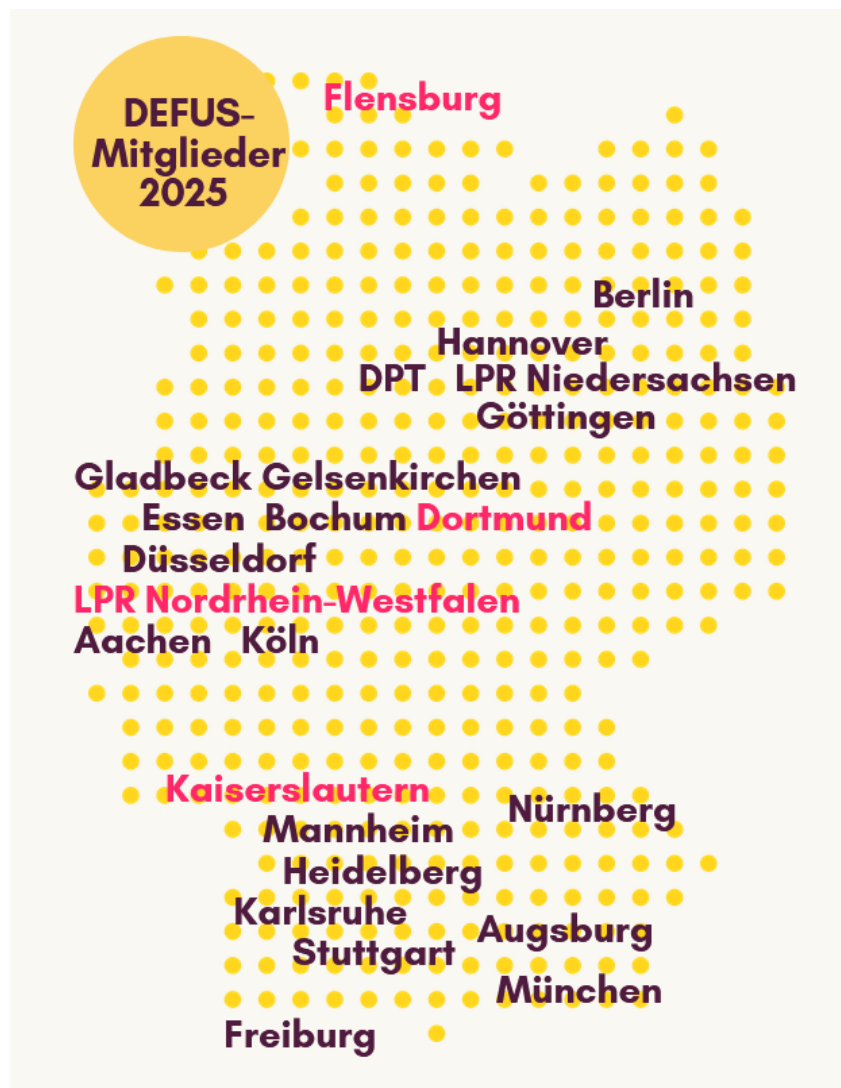 DEFUS-
Mitglieder
2025
Flensburg
Berlin
Hannover
DPT LPR Niedersachsen
Göttingen
Gladbeck Gelsenkirchen
Essen Bochum Dortmund
Düsseldorf
LPR Nordrhein-Westfalen
Aachen Köln
Kaiserslautern
Nürnberg
Mannheim
Heidelberg
Karlsruhe
Augsburg
Stuttgart
München
Freiburg